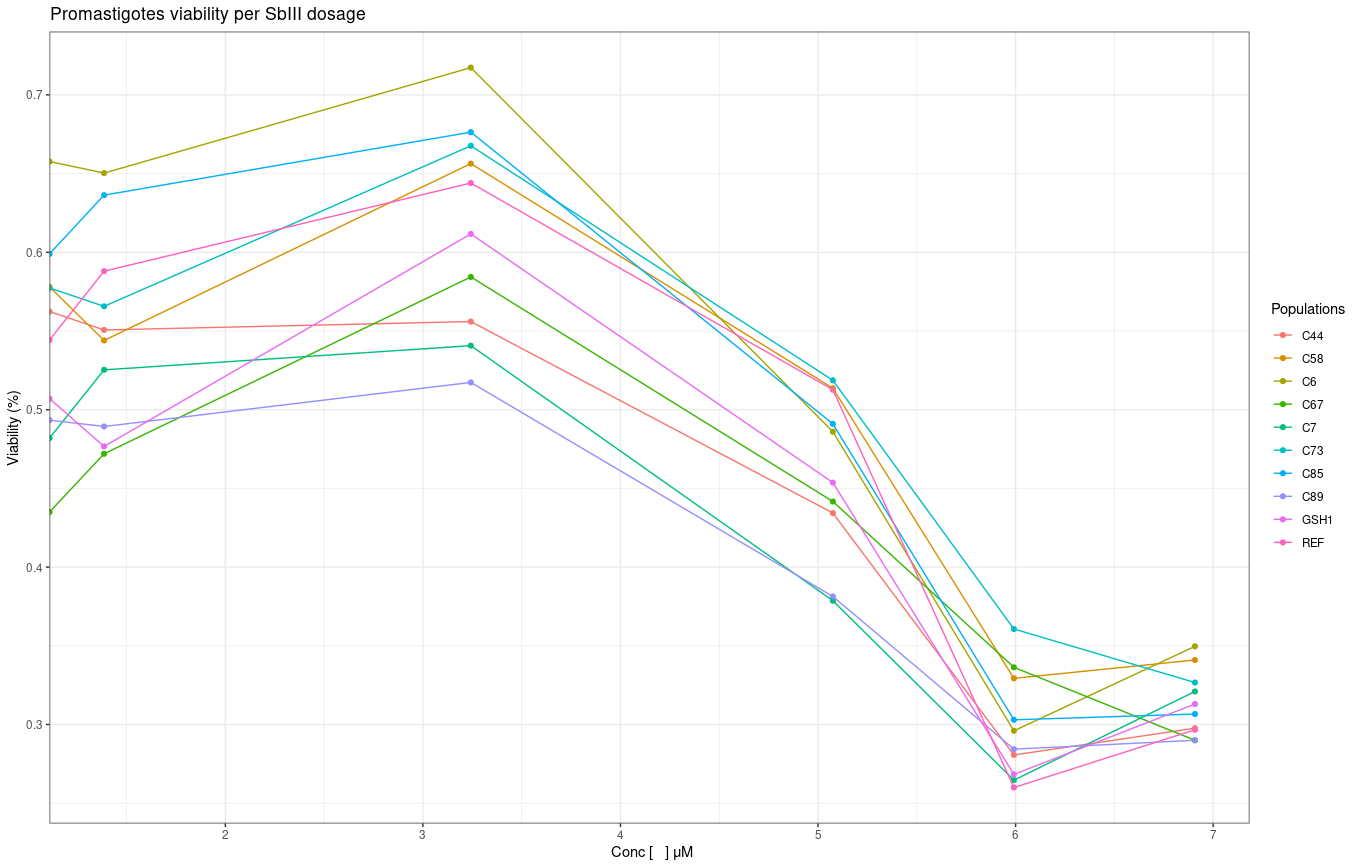 Promastigotes viability per SbIII dosage
Viability (%)
0.7
0.6
0.5
0.4
0.3
2 3 4 5 6 7
Conc [ ] µM
Populations
C44
C58
C6
C67
C7
C73
C85
C89
GSH1
REF